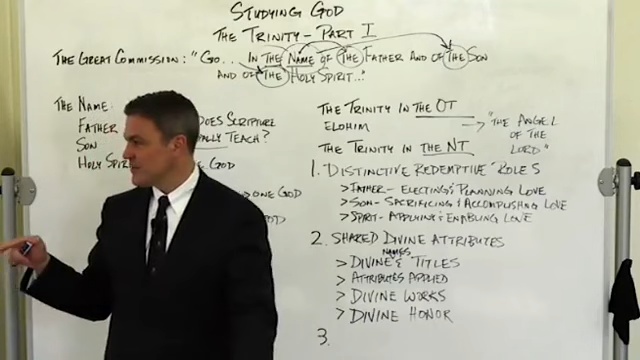 STUDYING GOD
THE TRINITY - PART I
THE GREAT COMMISSION: "GO... IN THE NAME OF THE FATHER AND OF THE SON
AND OF THE HOLY SPIRIT..."
THE NAME
FATHER
SON
HOLY
DOES SCRIPTURE
TEACH?
GOD
ONE GOD
THE TRINITY IN THE OT
ELOHIM
→ "THE ANGEL
OF THE
LORD"
THE TRINITY IN THE NT
1. DISTINCTIVE REDEMPTIVE ROLES
> FATHER - ELECTING & PLANNING LOVE
> SON - SACRIFICING & ACCOMPLISHING LOVE
> SPIRIT - APPLYING & ENABLING LOVE
2. SHARED DIVINE ATTRIBUTES
NAMES
> DIVINE & TITLES
> ATTRIBUTES APPLIED
> DIVINE WORKS
> DIVINE HONOR
3.